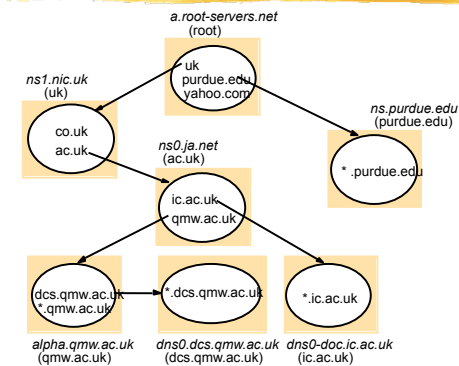 a.root-servers.net
(root)
uk
purdue.edu
yahoo.com
ns1.nic.uk
(uk)
co.uk
ac.uk
ns.purdue.edu
(purdue.edu)
* .purdue.edu
ns0.ja.net
(ac.uk)
ic.ac.uk
qmw.ac.uk
dcs.qmw.ac.uk
*.qmw.ac.uk
alpha.qmw.ac.uk
(qmw.ac.uk)
*.dcs.qmw.ac.uk
dns0.dcs.qmw.ac.uk
(dcs.qmw.ac.uk)
*.ic.ac.uk
dns0-doc.ic.ac.uk
(ic.ac.uk)